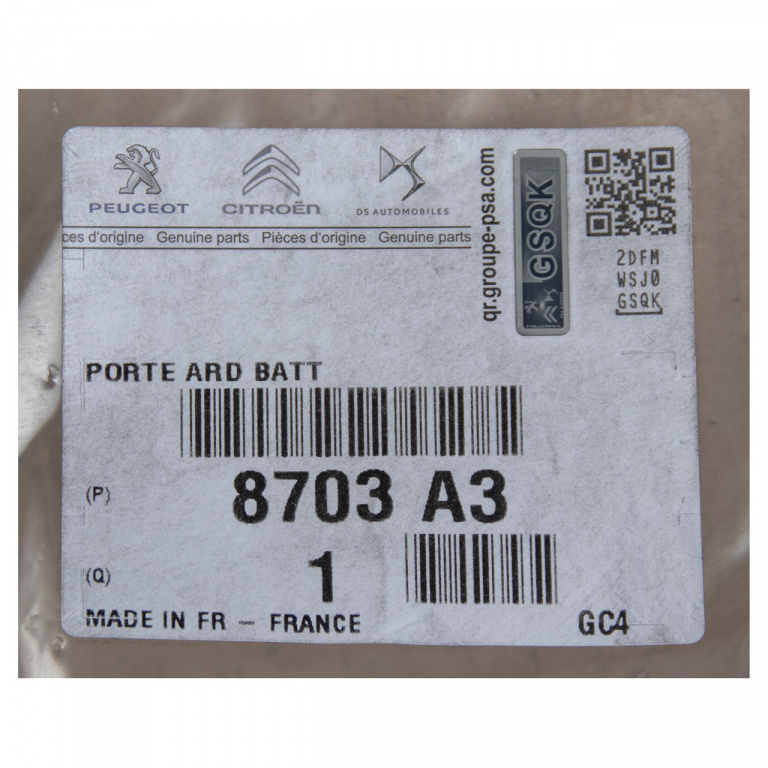 PEUGEOT
CITROËN
DS AUTOMOBILES
ces d'origine Genuine parts Pièces d'origine Genuine parts
qr.groupe-psa.com
GSQK
2DFM
WSJ0
GSQK
PORTE ARD BATT
(P) 8703 A3
(Q) 1
MADE IN FR — FRANCE GC4